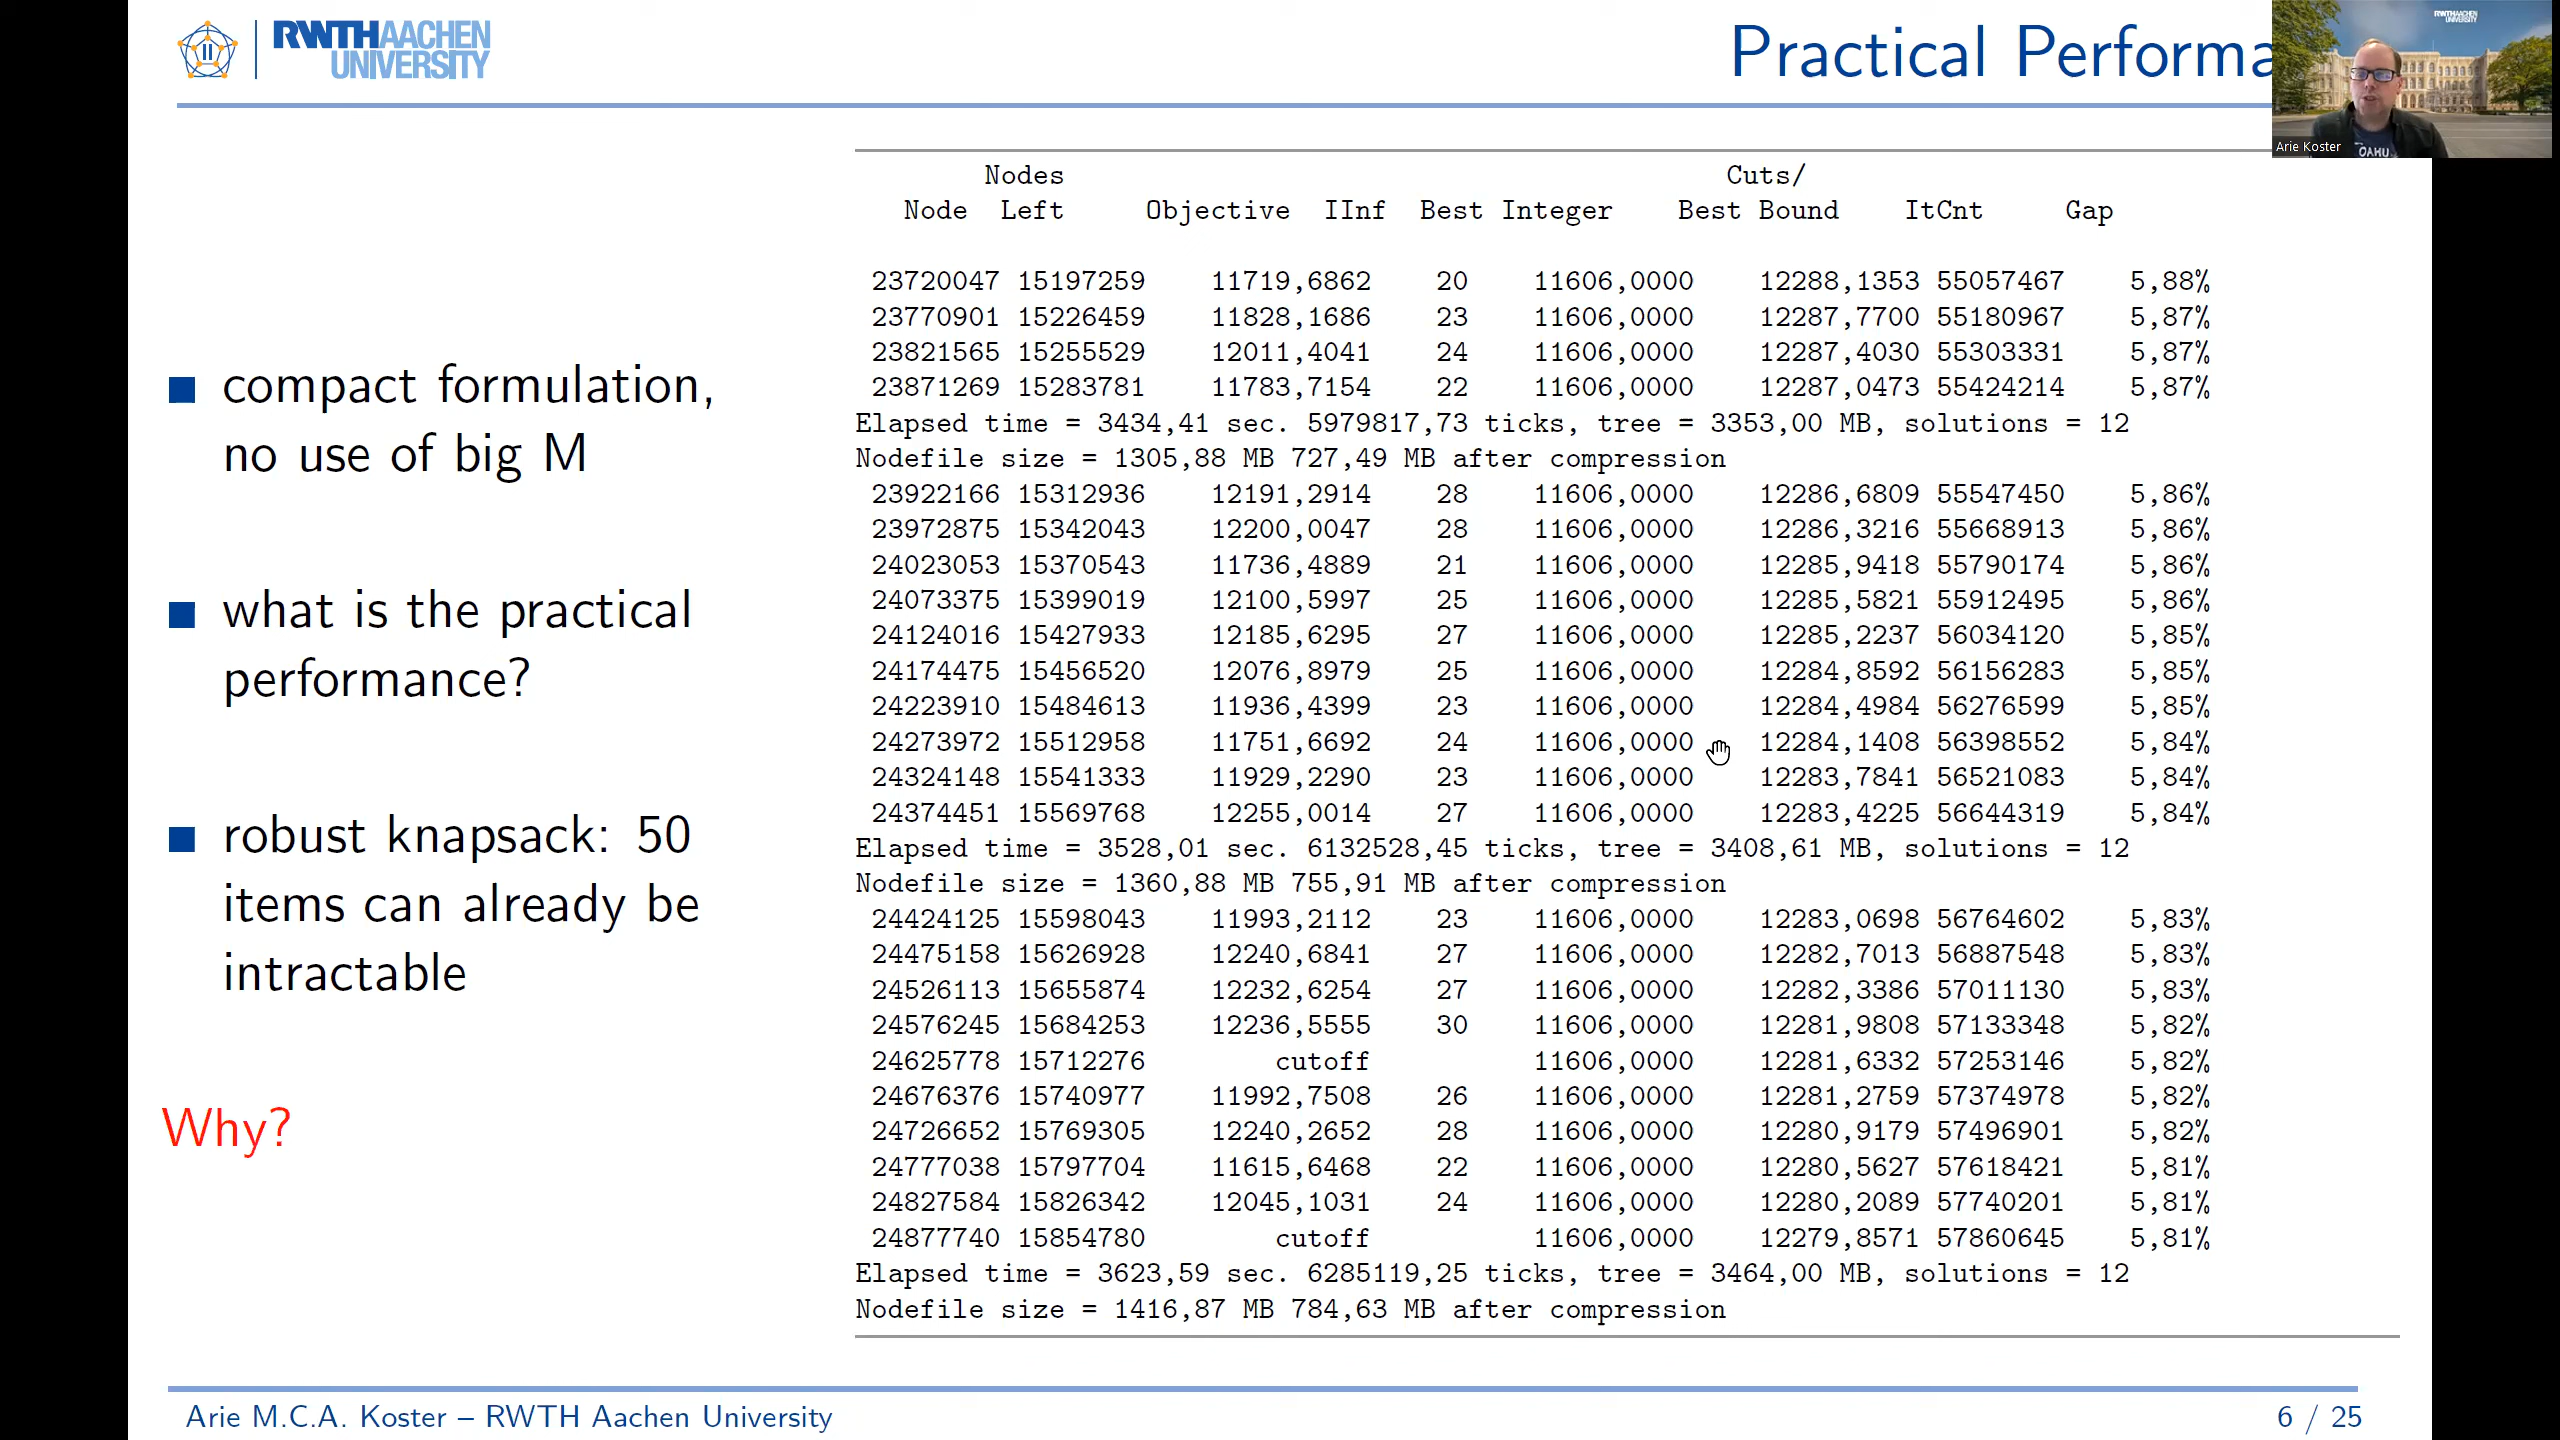 RWTHAACHEN
UNIVERSITY
Practical Performa
Arie Koster
OAHU
RWTHAACHEN
UNIVERSITY
compact formulation,
no use of big M
what is the practical
performance?
robust knapsack: 50
items can already be
intractable
Why?
Nodes Cuts/
Node Left Objective IInf Best Integer Best Bound ItCnt Gap
23720047 15197259 11719,6862 20 11606,0000 12288,1353 55057467 5,88%
23770901 15226459 11828,1686 23 11606,0000 12287,7700 55180967 5,87%
23821565 15255529 12011,4041 24 11606,0000 12287,4030 55303331 5,87%
23871269 15283781 11783,7154 22 11606,0000 12287,0473 55424214 5,87%
Elapsed time = 3434,41 sec. 5979817,73 ticks, tree = 3353,00 MB, solutions = 12
Nodefile size = 1305,88 MB 727,49 MB after compression
23922166 15312936 12191,2914 28 11606,0000 12286,6809 55547450 5,86%
23972875 15342043 12200,0047 28 11606,0000 12286,3216 55668913 5,86%
24023053 15370543 11736,4889 21 11606,0000 12285,9418 55790174 5,86%
24073375 15399019 12100,5997 25 11606,0000 12285,5821 55912495 5,86%
24124016 15427933 12185,6295 27 11606,0000 12285,2237 56034120 5,85%
24174475 15456520 12076,8979 25 11606,0000 12284,8592 56156283 5,85%
24223910 15484613 11936,4399 23 11606,0000 12284,4984 56276599 5,85%
24273972 15512958 11751,6692 24 11606,0000 12284,1408 56398552 5,84%
24324148 15541333 11929,2290 23 11606,0000 12283,7841 56521083 5,84%
24374451 15569768 12255,0014 27 11606,0000 12283,4225 56644319 5,84%
Elapsed time = 3528,01 sec. 6132528,45 ticks, tree = 3408,61 MB, solutions = 12
Nodefile size = 1360,88 MB 755,91 MB after compression
24424125 15598043 11993,2112 23 11606,0000 12283,0698 56764602 5,83%
24475158 15626928 12240,6841 27 11606,0000 12282,7013 56887548 5,83%
24526113 15655874 12232,6254 27 11606,0000 12282,3386 57011130 5,83%
24576245 15684253 12236,5555 30 11606,0000 12281,9808 57133348 5,82%
24625778 15712276 cutoff 11606,0000 12281,6332 57253146 5,82%
24676376 15740977 11992,7508 26 11606,0000 12281,2759 57374978 5,82%
24726652 15769305 12240,2652 28 11606,0000 12280,9179 57496901 5,82%
24777038 15797704 11615,6468 22 11606,0000 12280,5627 57618421 5,81%
24827584 15826342 12045,1031 24 11606,0000 12280,2089 57740201 5,81%
24877740 15854780 cutoff 11606,0000 12279,8571 57860645 5,81%
Elapsed time = 3623,59 sec. 6285119,25 ticks, tree = 3464,00 MB, solutions = 12
Nodefile size = 1416,87 MB 784,63 MB after compression
Arie M.C.A. Koster – RWTH Aachen University
6 / 25